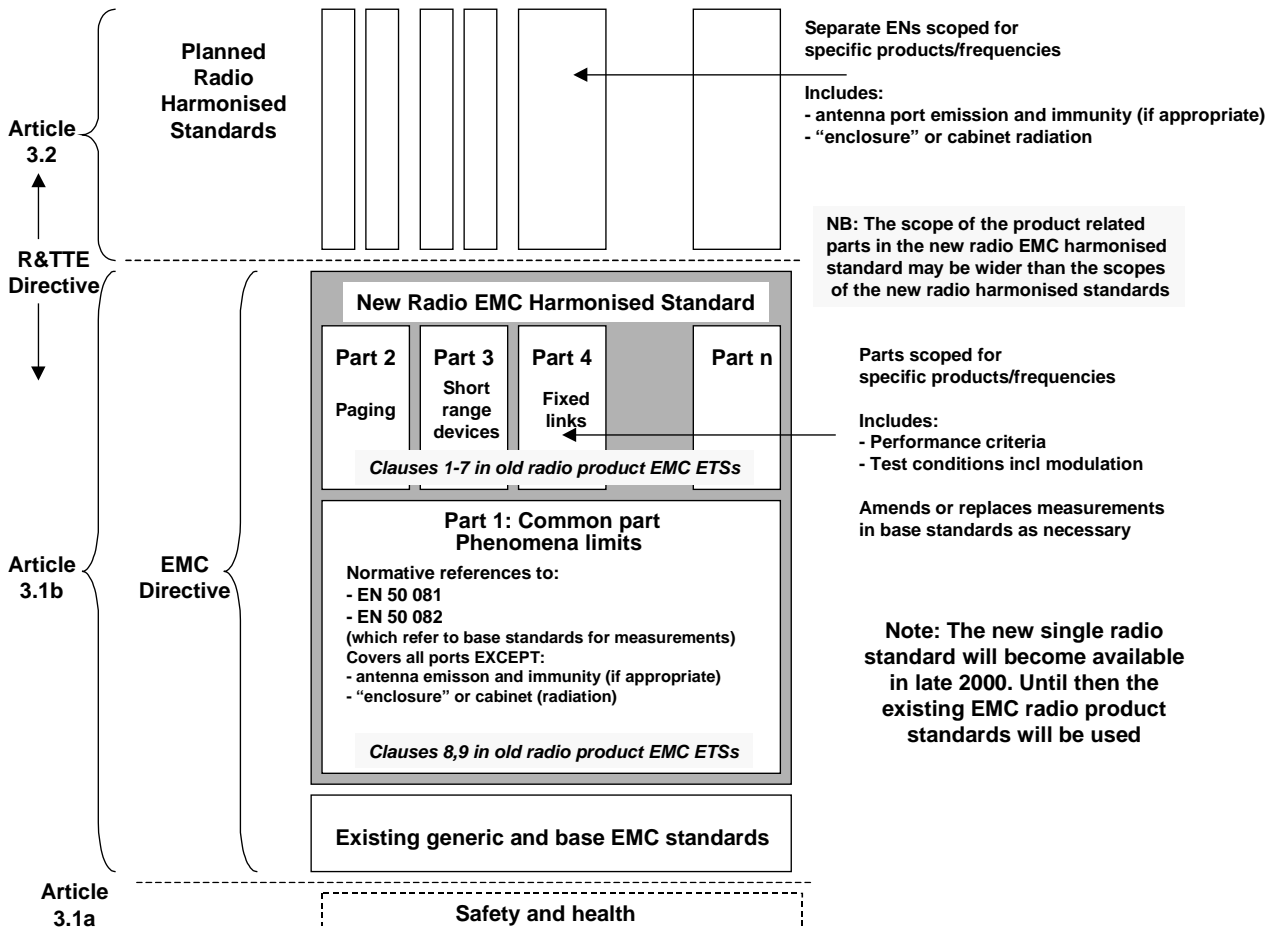 Planned
Radio
Harmonised
Standards
Separate ENs scoped for
specific products/frequencies
Includes:
- antenna port emission and immunity (if appropriate)
- “enclosure” or cabinet radiation
Article
3.2
R&TTE
Directive
NB: The scope of the product related
parts in the new radio EMC harmonised
standard may be wider than the scopes
of the new radio harmonised standards
New Radio EMC Harmonised Standard
Part 2
Paging
Part 3
Short
range
devices
Part 4
Fixed
links
Part n
Clauses 1-7 in old radio product EMC ETSs
Parts scoped for
specific products/frequencies
Includes:
- Performance criteria
- Test conditions incl modulation
Amends or replaces measurements
in base standards as necessary
Article
3.1b
EMC
Directive
Part 1: Common part
Phenomena limits
Normative references to:
- EN 50 081
- EN 50 082
(which refer to base standards for measurements)
Covers all ports EXCEPT:
- antenna emisson and immunity (if appropriate)
- “enclosure” or cabinet (radiation)
Clauses 8,9 in old radio product EMC ETSs
Note: The new single radio
standard will become available
in late 2000. Until then the
existing EMC radio product
standards will be used
Existing generic and base EMC standards
Article
3.1a
Safety and health